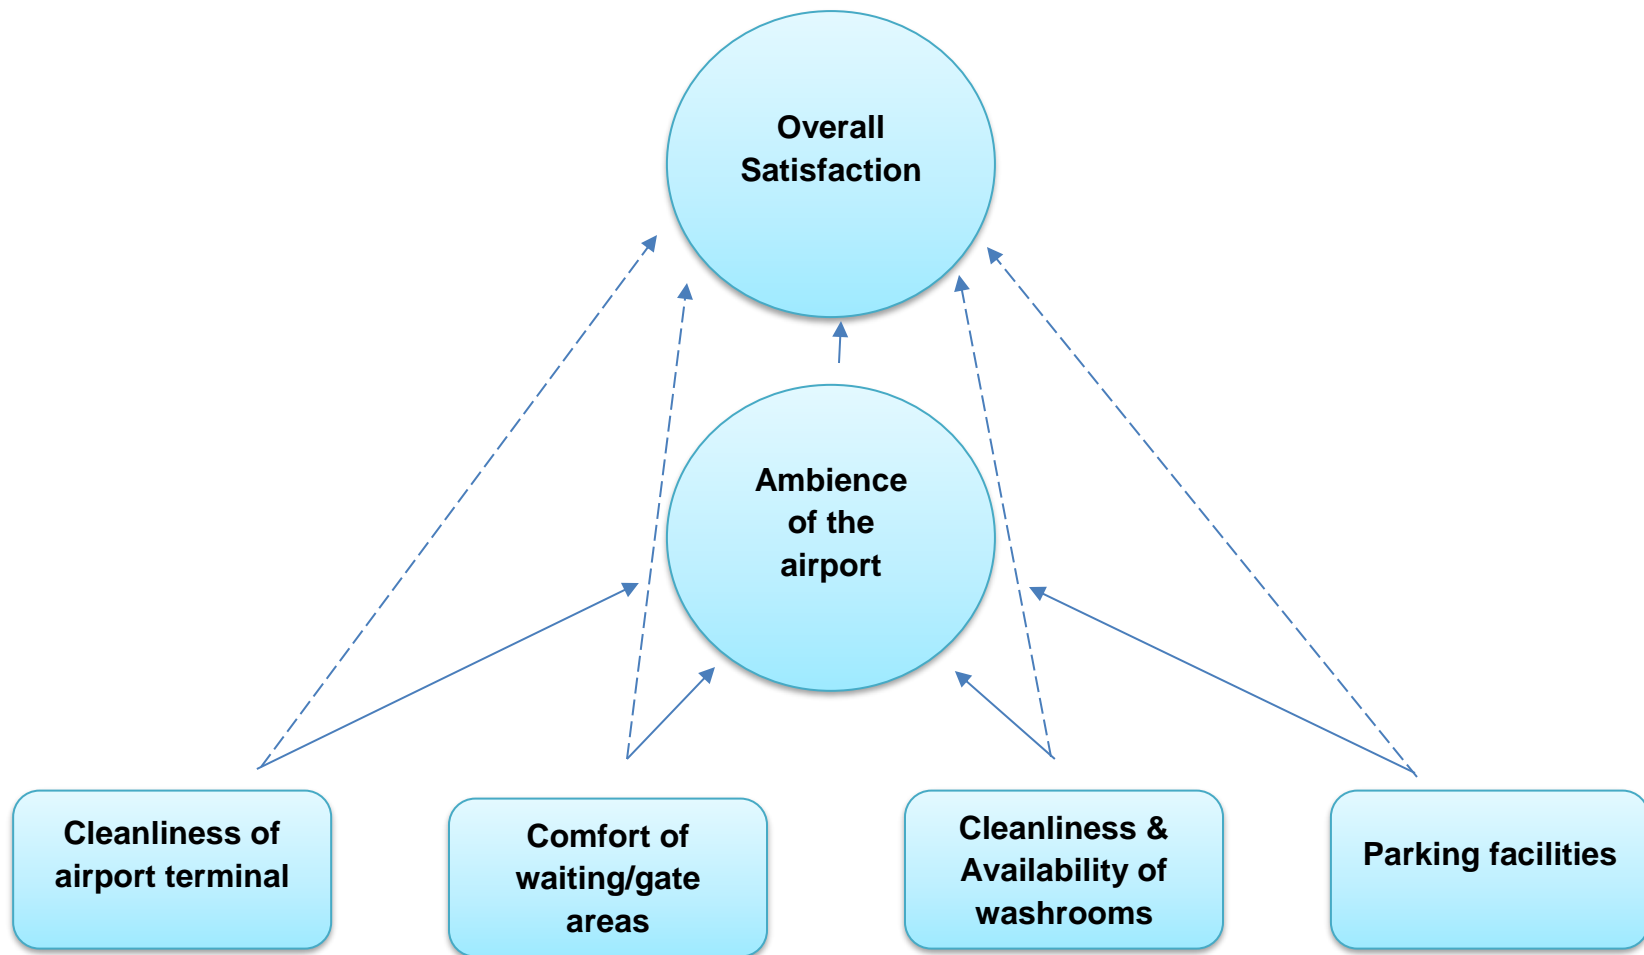 Overall
Satisfaction
Ambience
of the
airport
Cleanliness of
airport terminal
Comfort of
waiting/gate
areas
Cleanliness &
Availability of
washrooms
Parking facilities